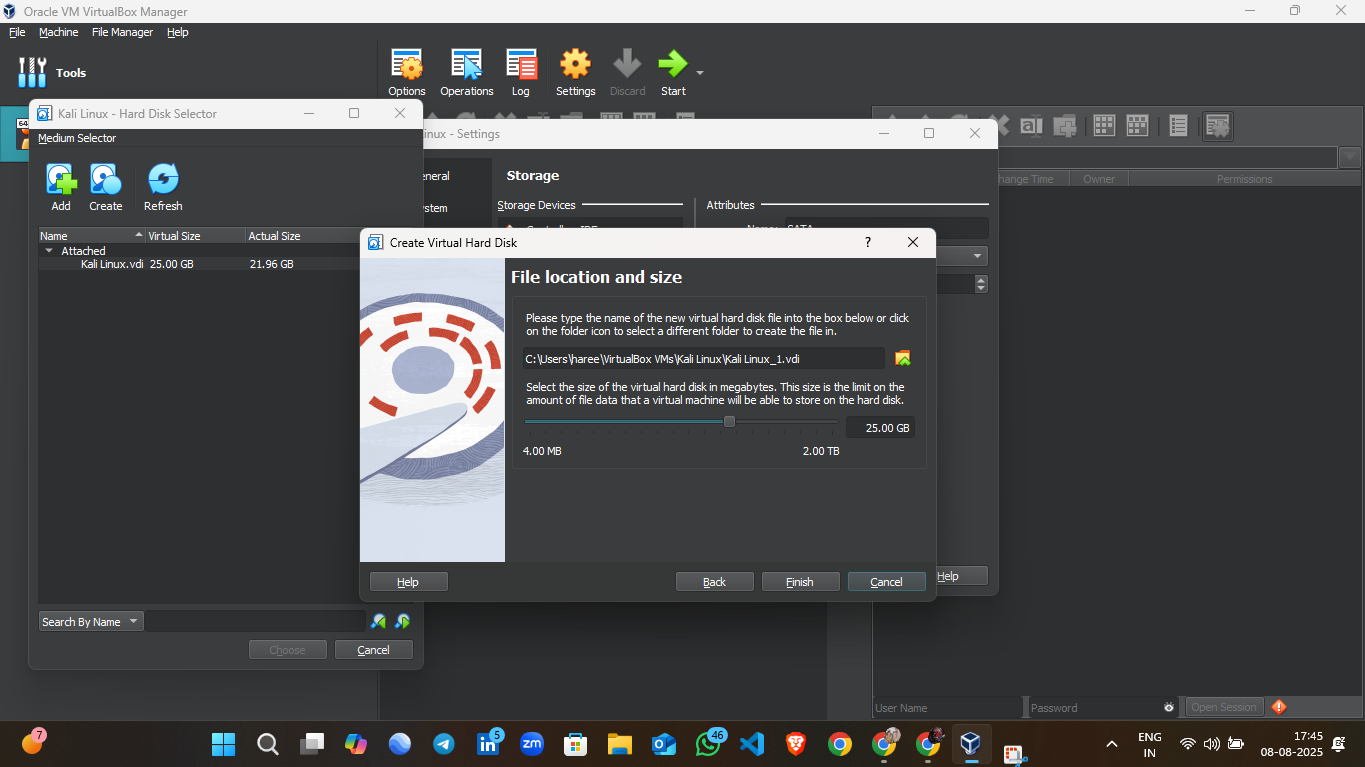 Oracle VM VirtualBox Manager
File Machine File Manager Help
Tools
Options Operations Log Settings Discard Start
64
Kali Linux - Hard Disk Selector
Medium Selector
Add Create Refresh
Name Virtual Size Actual Size
Attached
Kali Linux.vdi 25.00 GB 21.96 GB
Search By Name
Choose Cancel
inux - Settings
eneral
ystem
Storage
Storage Devices
Attributes
SATA
Help
Create Virtual Hard Disk
?
File location and size
Please type the name of the new virtual hard disk file into the box below or click
on the folder icon to select a different folder to create the file in.
C:\Users\haree\VirtualBox VMs\Kali Linux\Kali Linux_1.vdi
Select the size of the virtual hard disk in megabytes. This size is the limit on the
amount of file data that a virtual machine will be able to store on the hard disk.
25.00 GB
4.00 MB 2.00 TB
Help Back Finish Cancel
hange Time Owner Permissions
User Name Password Open Session
7
5
zm
46
ENG
IN
17:45
08-08-2025